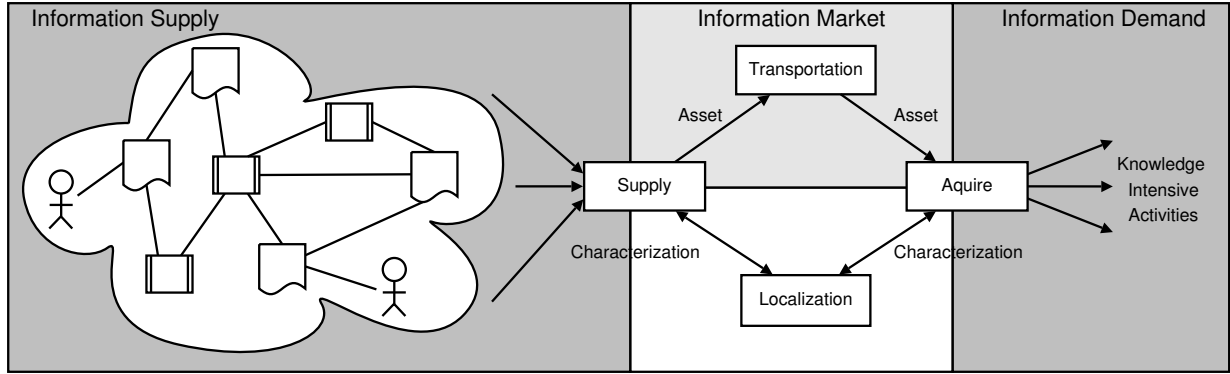 Information Supply
Information Market
Information Demand
Transportation
Asset
Asset
Supply
Aquire
Knowledge
Intensive
Activities
Characterization
Characterization
Localization